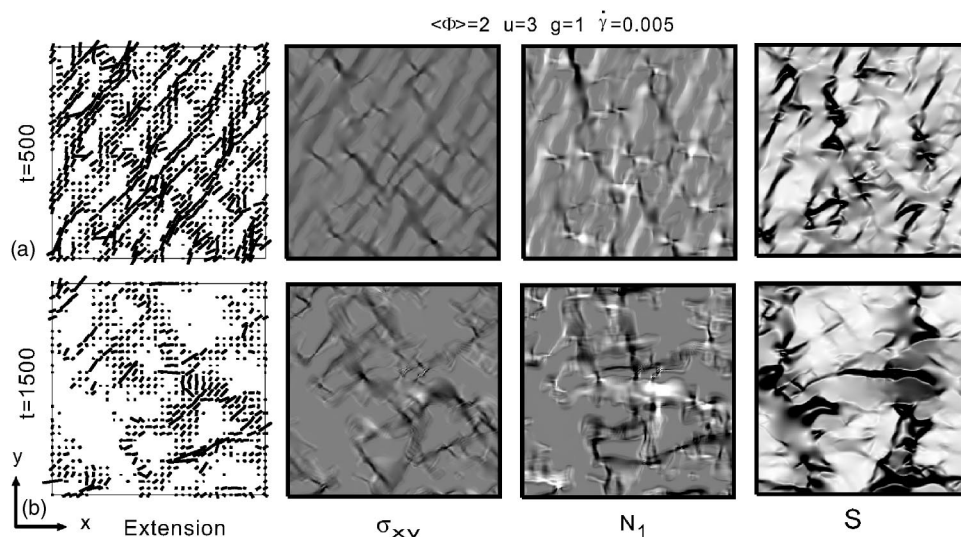 <Φ>=2 u=3 g=1 γ̇=0.005
t=500
(a)
t=1500
y
(b)
x
Extension
σxy
N1
S